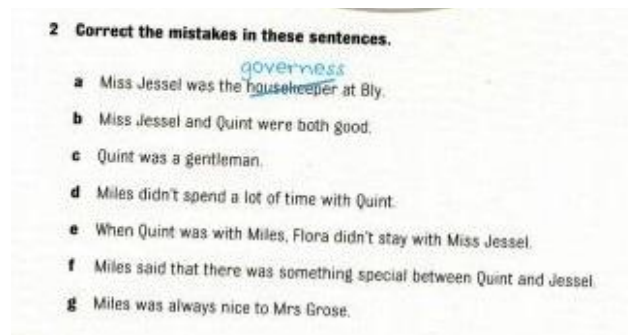 2 Correct the mistakes in these sentences.
governess
a Miss Jessel was the housekeeper at Bly.
b Miss Jessel and Quint were both good.
c Quint was a gentleman.
d Miles didn't spend a lot of time with Quint.
e When Quint was with Miles, Flora didn't stay with Miss Jessel.
f Miles said that there was something special between Quint and Jessel.
g Miles was always nice to Mrs Grose.